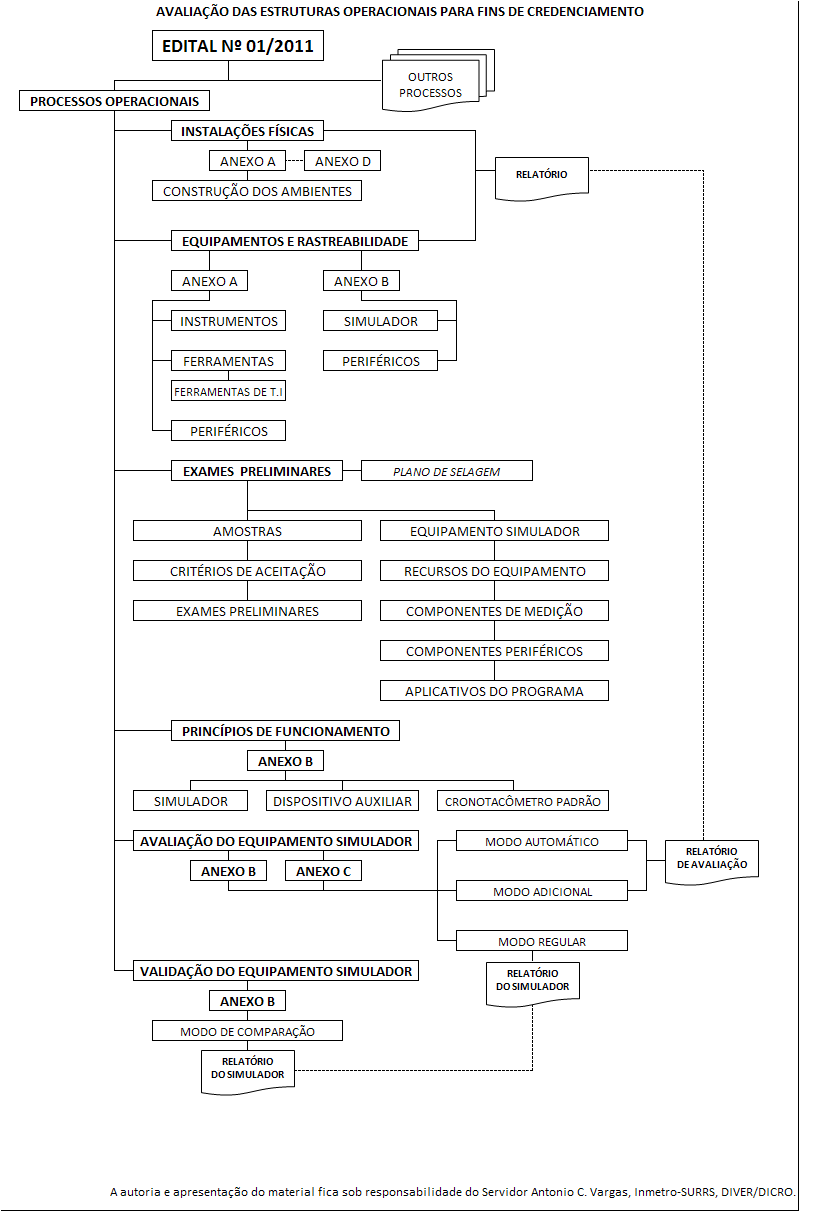 AVALIAÇÃO DAS ESTRUTURAS OPERACIONAIS PARA FINS DE CREDENCIAMENTO
EDITAL Nº 01/2011
OUTROS
PROCESSOS
PROCESSOS OPERACIONAIS
INSTALAÇÕES FÍSICAS
ANEXO A
ANEXO D
CONSTRUÇÃO DOS AMBIENTES
RELATÓRIO
EQUIPAMENTOS E RASTREABILIDADE
ANEXO A
ANEXO B
INSTRUMENTOS
SIMULADOR
FERRAMENTAS
PERIFÉRICOS
FERRAMENTAS DE T.I
PERIFÉRICOS
EXAMES PRELIMINARES
PLANO DE SELAGEM
AMOSTRAS
EQUIPAMENTO SIMULADOR
CRITÉRIOS DE ACEITAÇÃO
RECURSOS DO EQUIPAMENTO
EXAMES PRELIMINARES
COMPONENTES DE MEDIÇÃO
COMPONENTES PERIFÉRICOS
APLICATIVOS DO PROGRAMA
PRINCÍPIOS DE FUNCIONAMENTO
ANEXO B
SIMULADOR
DISPOSITIVO AUXILIAR
CRONOTACÔMETRO PADRÃO
AVALIAÇÃO DO EQUIPAMENTO SIMULADOR
MODO AUTOMÁTICO
RELATÓRIO
DE AVALIAÇÃO
ANEXO B
ANEXO C
MODO ADICIONAL
MODO REGULAR
VALIDAÇÃO DO EQUIPAMENTO SIMULADOR
RELATÓRIO
DO SIMULADOR
ANEXO B
MODO DE COMPARAÇÃO
RELATÓRIO
DO SIMULADOR
A autoria e apresentação do material fica sob responsabilidade do Servidor Antonio C. Vargas, Inmetro-SURRS, DIVER/DICRO.